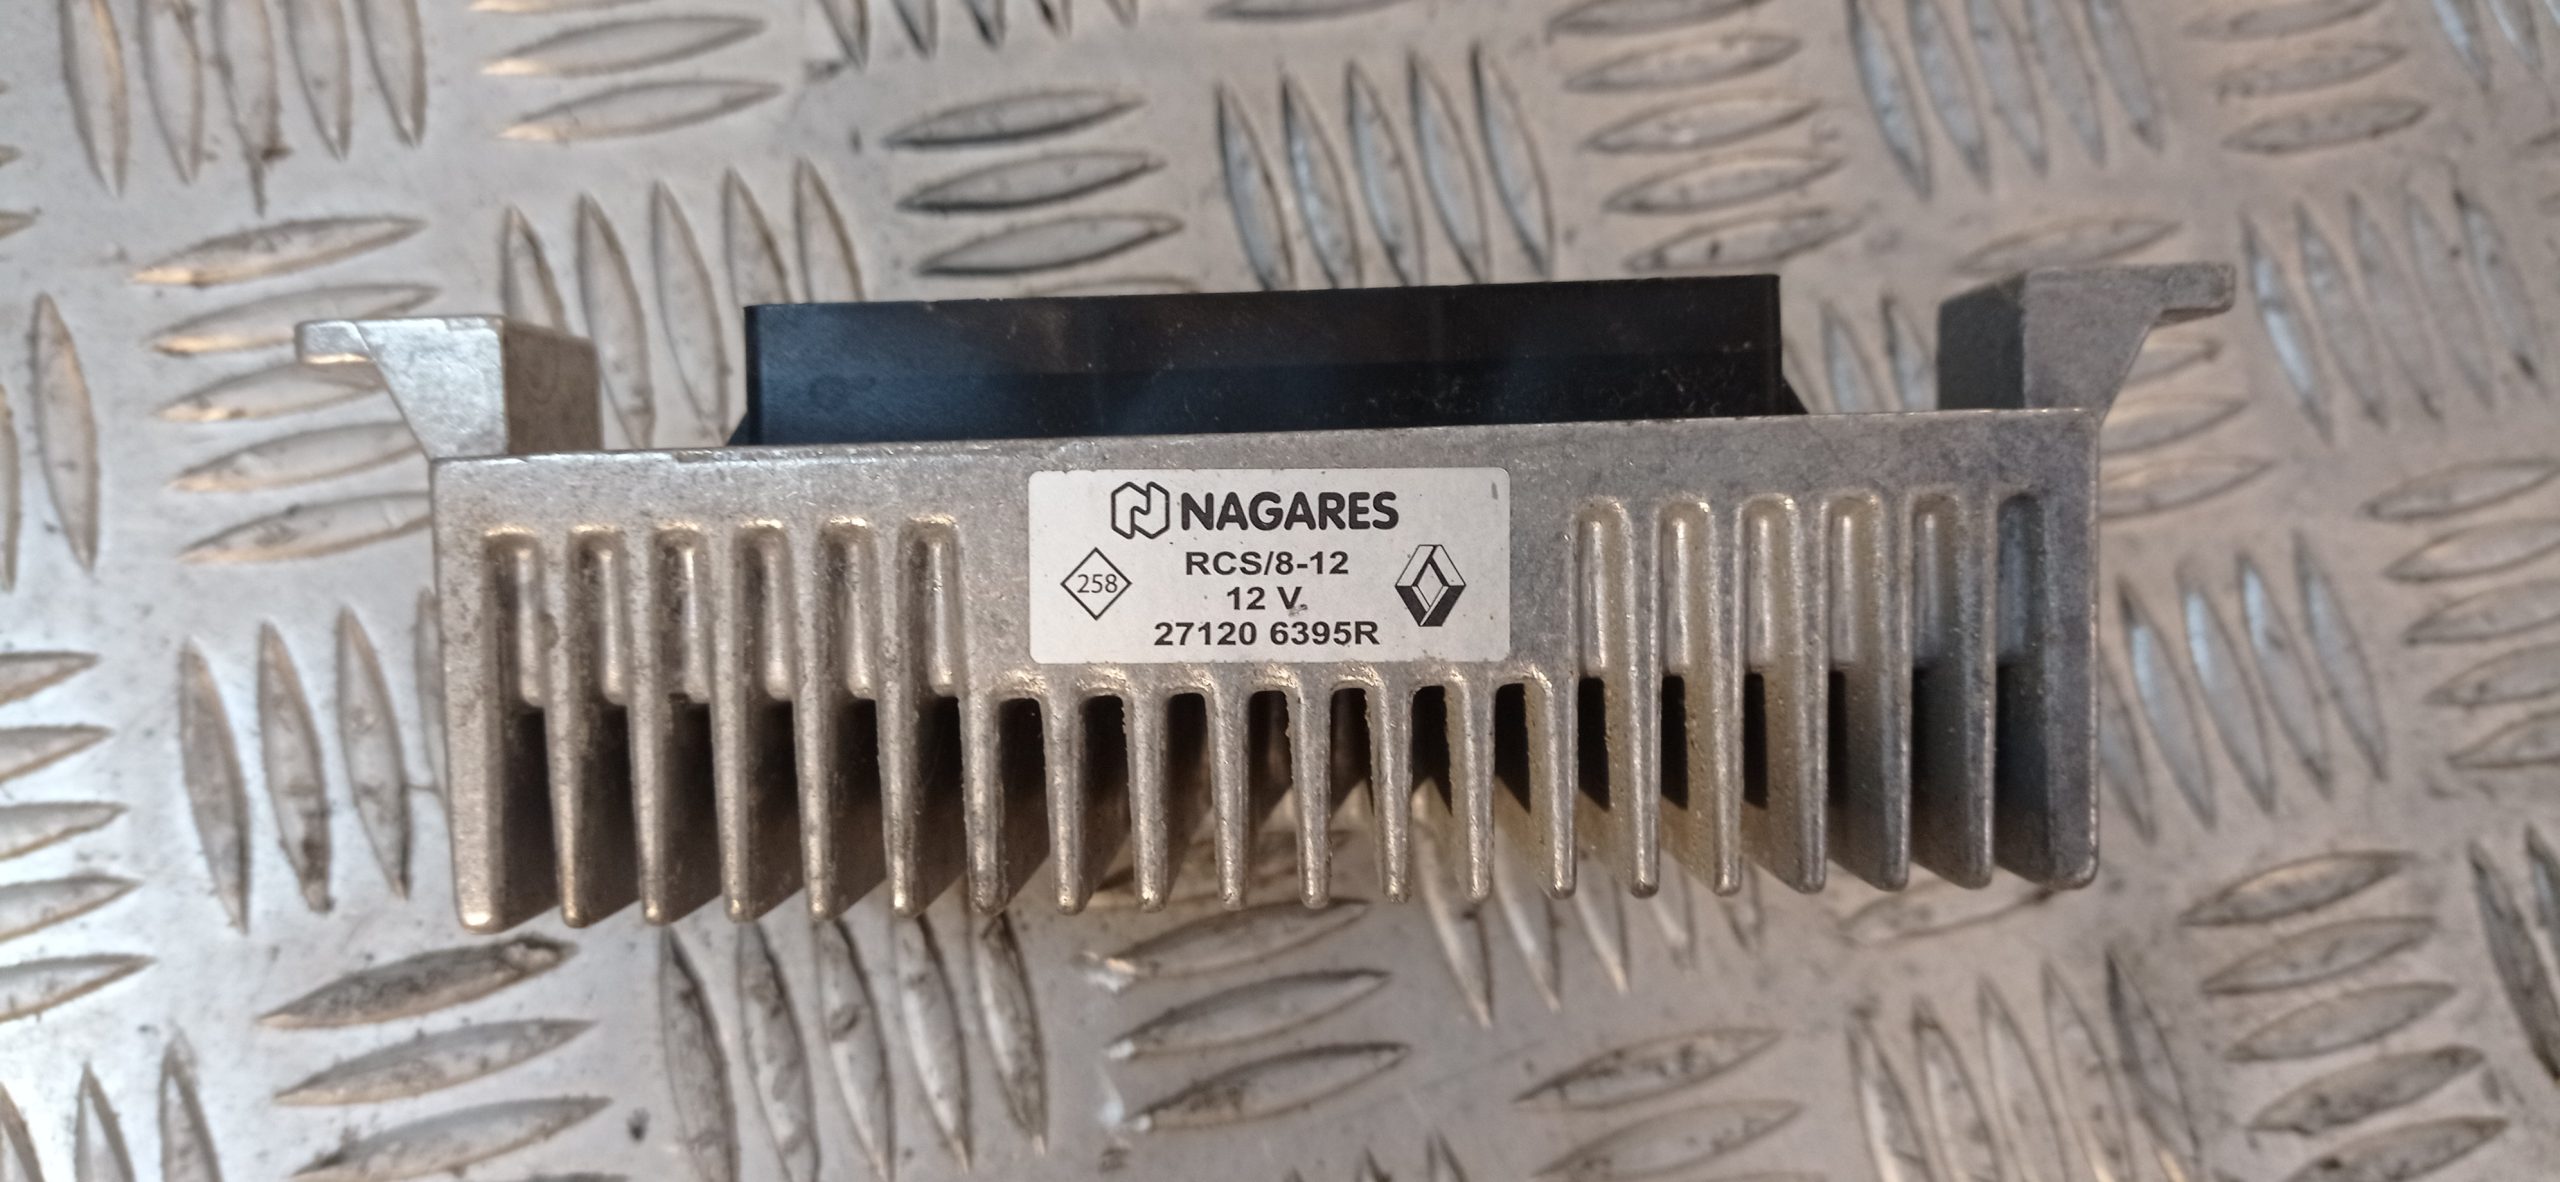 NAGARES
RCS/8-12
258
12 V.
27120 6395R